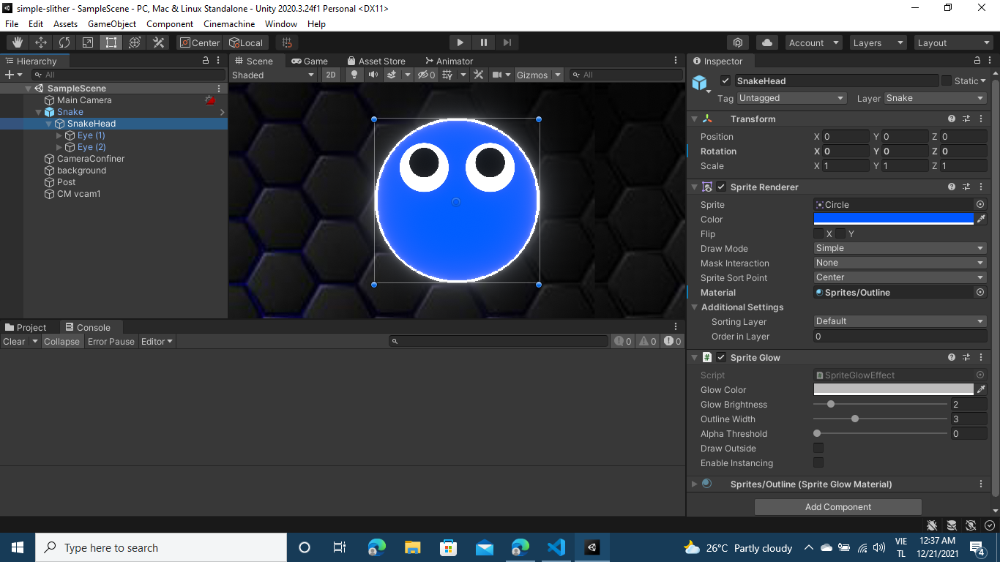 simple-slither - SampleScene - PC, Mac & Linux Standalone - Unity 2020.3.24f1 Personal <DX11>
File Edit Assets GameObject Component Cinemachine Window Help
Center Local Account Layers Layout
Hierarchy
All
SampleScene
Main Camera
Snake
SnakeHead
Eye (1)
Eye (2)
CameraConfiner
background
Post
CM vcam1
Scene Game Asset Store Animator
Shaded 2D 0 Gizmos All
Inspector
SnakeHead Static
Tag Untagged Layer Snake
Transform
Position X 0 Y 0 Z 0
Rotation X 0 Y 0 Z 0
Scale X 1 Y 1 Z 1
Sprite Renderer
Sprite Circle
Color
Flip X Y
Draw Mode Simple
Mask Interaction None
Sprite Sort Point Center
Material Sprites/Outline
Additional Settings
Sorting Layer Default
Order in Layer 0
Sprite Glow
Script SpriteGlowEffect
Glow Color
Glow Brightness 2
Outline Width 3
Alpha Threshold 0
Draw Outside
Enable Instancing
Sprites/Outline (Sprite Glow Material)
Add Component
Project Console
Clear Collapse Error Pause Editor 0 0 0
Type here to search
26°C Partly cloudy
VIE
TL
12:37 AM
12/21/2021
4